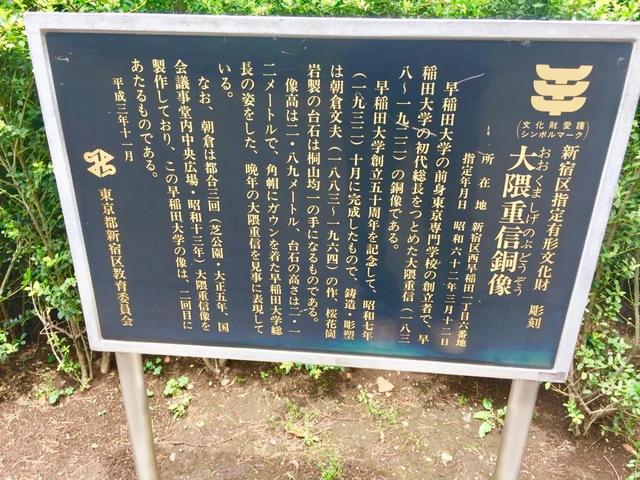 文化財愛護
シンボルマーク
新宿区指定有形文化財　彫刻
おおくましげのぶどうぞう
大隈重信銅像
所在地　新宿区西早稲田一丁目六番地
指定年月日　昭和六十二年三月二十二日
早稲田大学の前身東京専門学校の創立者で、早
稲田大学の初代総長をつとめた大隈重信（一八三
八〜一九二二）の銅像である。
早稲田大学創立五十周年を記念して、昭和七年
（一九三二）十月に完成したもので、鋳造・彫塑
は朝倉文夫（一八八三〜一九六四）の作、桜花崗
岩製の台石は桐山均一の手になるものである。
像高は二・九八メートル、台石の高さは二・一
二メートルで、角帽にガウンを着た早稲田大学総
長の姿をした、晩年の大隈重信を見事に表現して
いる。
なお、朝倉は都合三回（芝公園・大正五年、国
会議事堂内中央広場・昭和十三年）大隈重信像を
製作しており、この早稲田大学の像は、二回目に
あたるものである。
平成三年十一月
東京都新宿区教育委員会